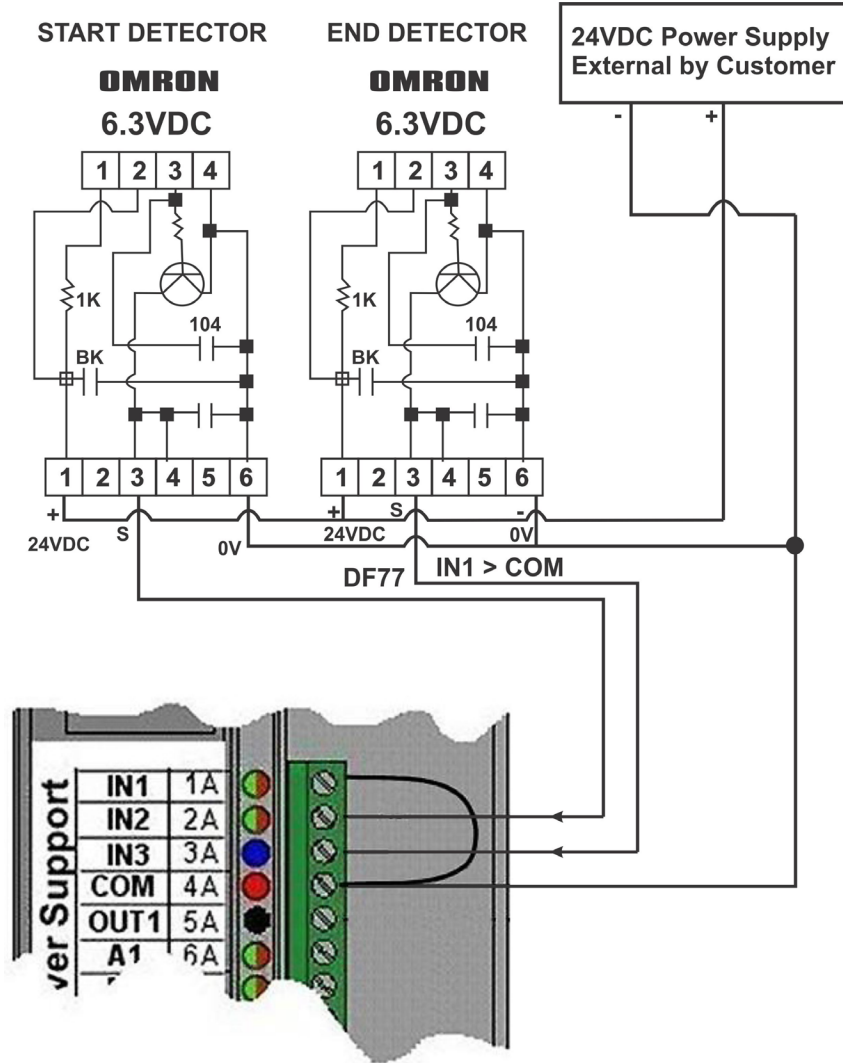 START DETECTOR
END DETECTOR
24VDC Power Supply
External by Customer
OMRON
OMRON
6.3VDC
6.3VDC
- +
1 2 3 4
1 2 3 4
1K
1K
104
104
BK
BK
1 2 3 4 5 6
1 2 3 4 5 6
+
24VDC
S
0V
+
24VDC
S
-
0V
DF77
IN1 > COM
ver Support
IN1 1A
IN2 2A
IN3 3A
COM 4A
OUT1 5A
A1 6A